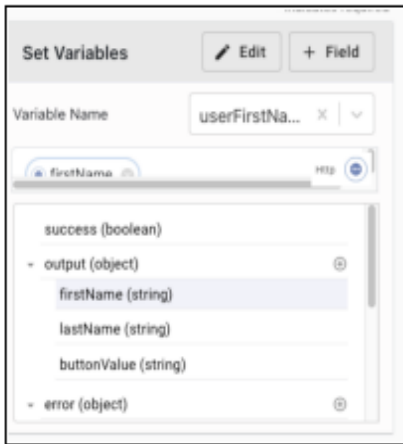 Set Variables
Edit
+ Field
Variable Name
userFirstNa...
firstName
Http
success (boolean)
output (object)
firstName (string)
lastName (string)
buttonValue (string)
error (object)